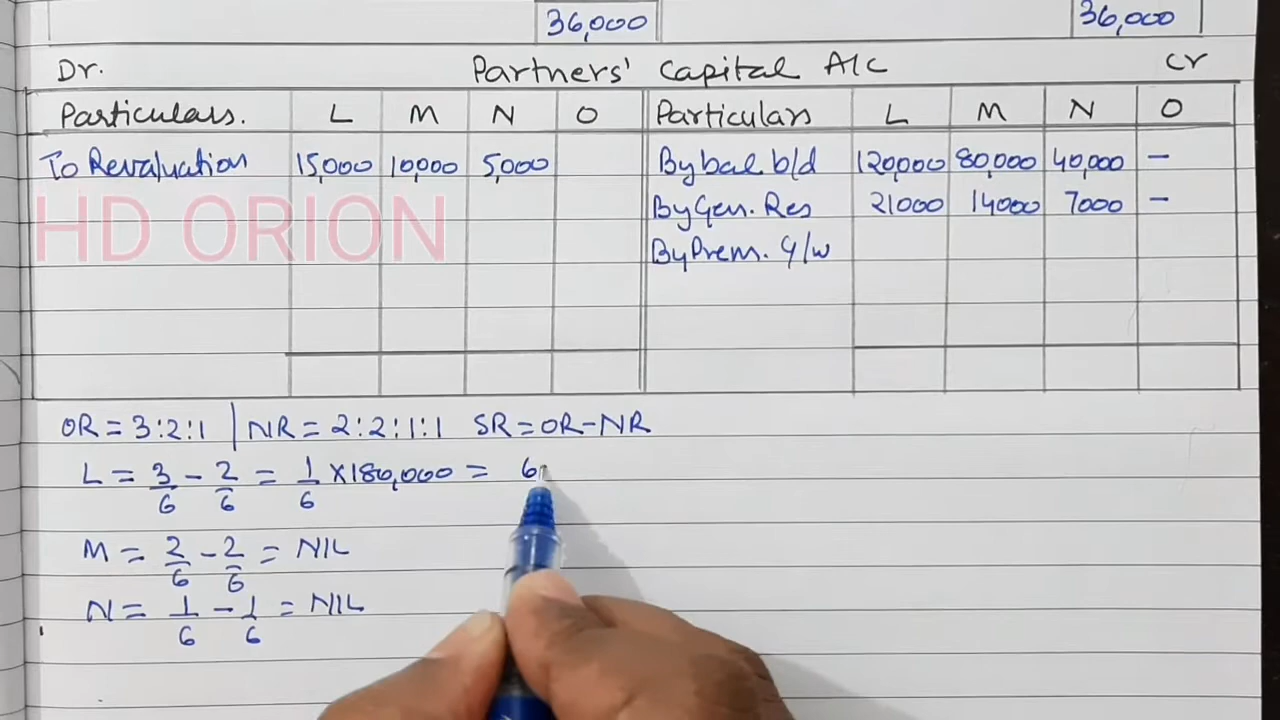 36,000 36,000
Dr. Partners' Capital A/C Cr
Particulars. L M N O Particulars L M N O
To Revaluation 15,000 10,000 5,000 By bal b/d 120,000 80,000 40,000 —
By Gen. Res 21000 14000 7000 —
By Prem. G/w
HD ORION
OR = 3:2:1 | NR = 2:2:1:1 SR = OR-NR
L = 3/6 - 2/6 = 1/6 × 180,000 = 6
M = 2/6 - 2/6 = NIL
N = 1/6 - 1/6 = NIL